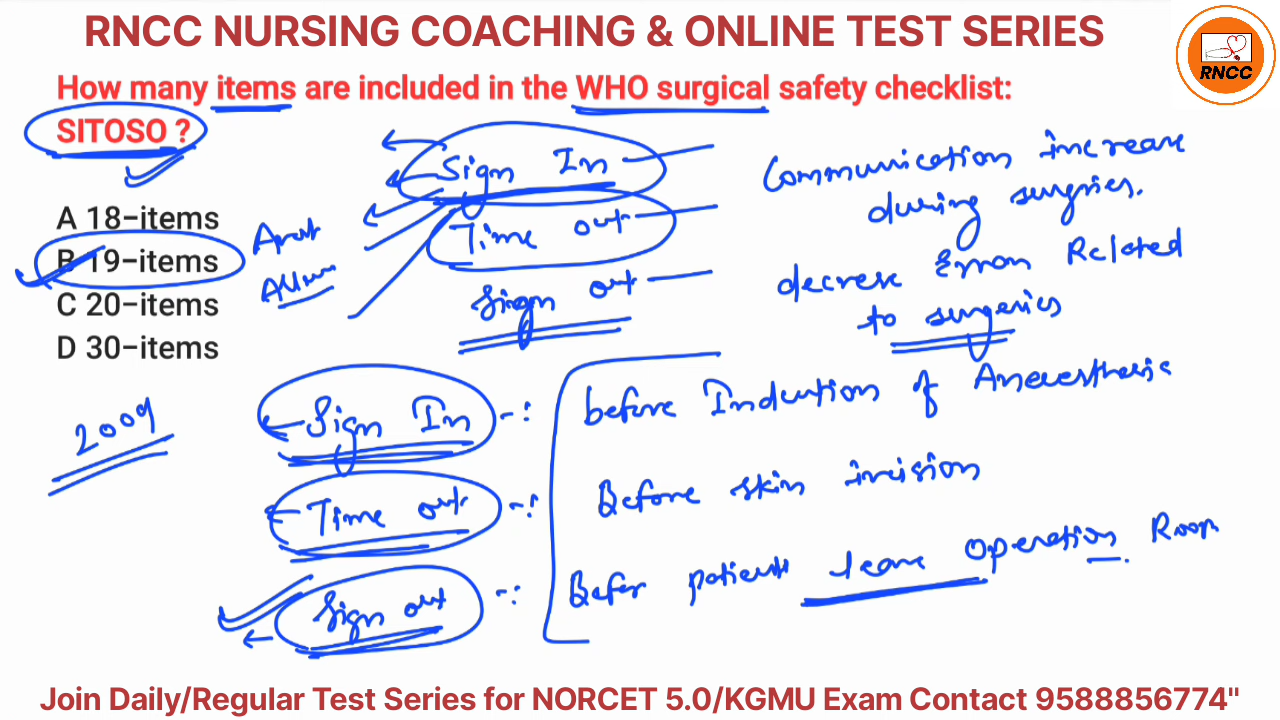 RNCC NURSING COACHING & ONLINE TEST SERIES
RNCC
How many items are included in the WHO surgical safety checklist:
SITOSO ?
A 18-items
B 19-items
C 20-items
D 30-items
Sign In
Time out
Sign out
Communication increase
during surgeries.
decrese Error Related
to surgeries
2009
Sign In -: before Indution of Anaesthesia
Time out -: Before skin incision
Sign out -: Befor patient leave Operation Room
Join Daily/Regular Test Series for NORCET 5.0/KGMU Exam Contact 9588856774"